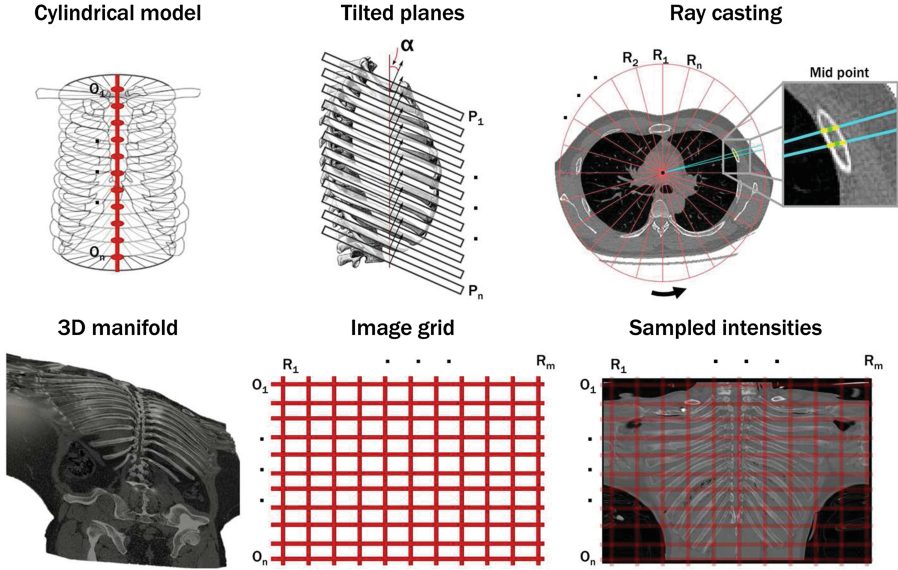 Cylindrical model
Tilted planes
Ray casting
O1
On
α
P1
Pn
R2 R1 Rn
Mid point
3D manifold
Image grid
Sampled intensities
R1 Rm
O1
On
R1 Rm
O1
On